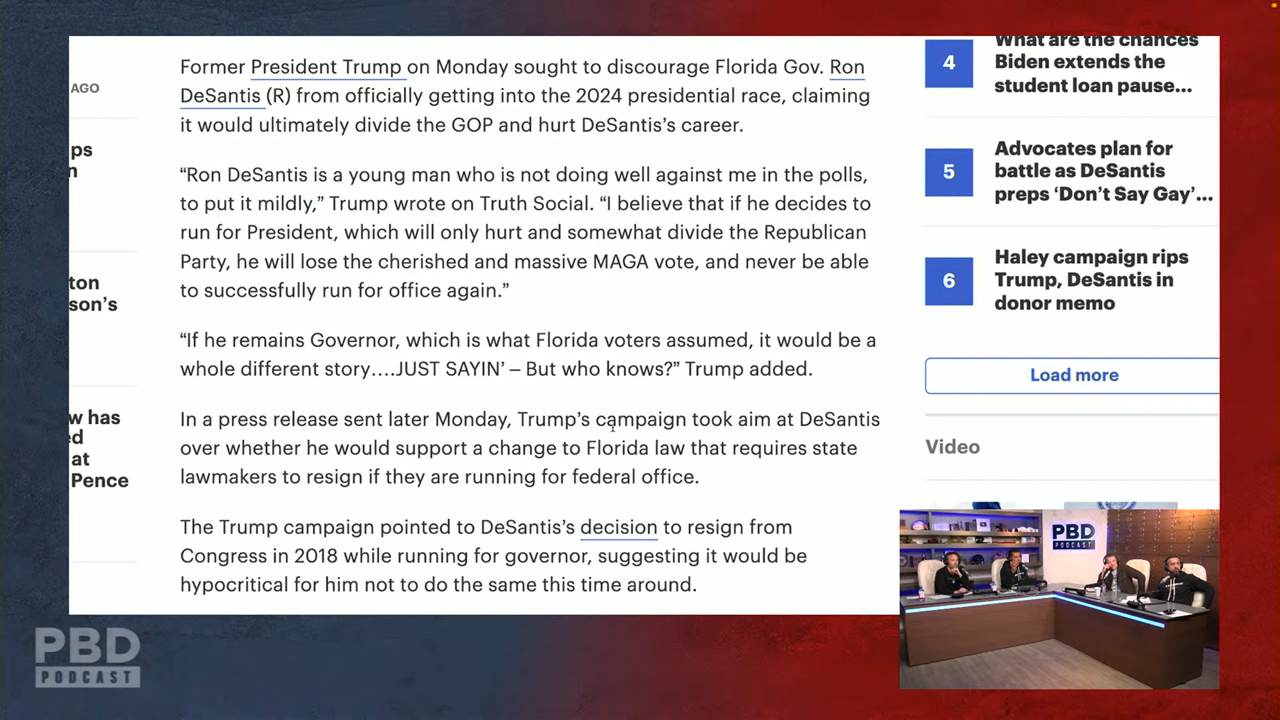 AGO
ps
n
ton
son's
w has
ed
at
Pence
Former President Trump on Monday sought to discourage Florida Gov. Ron
DeSantis (R) from officially getting into the 2024 presidential race, claiming
it would ultimately divide the GOP and hurt DeSantis's career.
“Ron DeSantis is a young man who is not doing well against me in the polls,
to put it mildly,” Trump wrote on Truth Social. “I believe that if he decides to
run for President, which will only hurt and somewhat divide the Republican
Party, he will lose the cherished and massive MAGA vote, and never be able
to successfully run for office again.”
“If he remains Governor, which is what Florida voters assumed, it would be a
whole different story….JUST SAYIN’ – But who knows?” Trump added.
In a press release sent later Monday, Trump’s campaign took aim at DeSantis
over whether he would support a change to Florida law that requires state
lawmakers to resign if they are running for federal office.
The Trump campaign pointed to DeSantis’s decision to resign from
Congress in 2018 while running for governor, suggesting it would be
hypocritical for him not to do the same this time around.
4
What are the chances
Biden extends the
student loan pause...
5
Advocates plan for
battle as DeSantis
preps ‘Don’t Say Gay’...
6
Haley campaign rips
Trump, DeSantis in
donor memo
Load more
Video
PBD
PODCAST
PBD
PODCAST